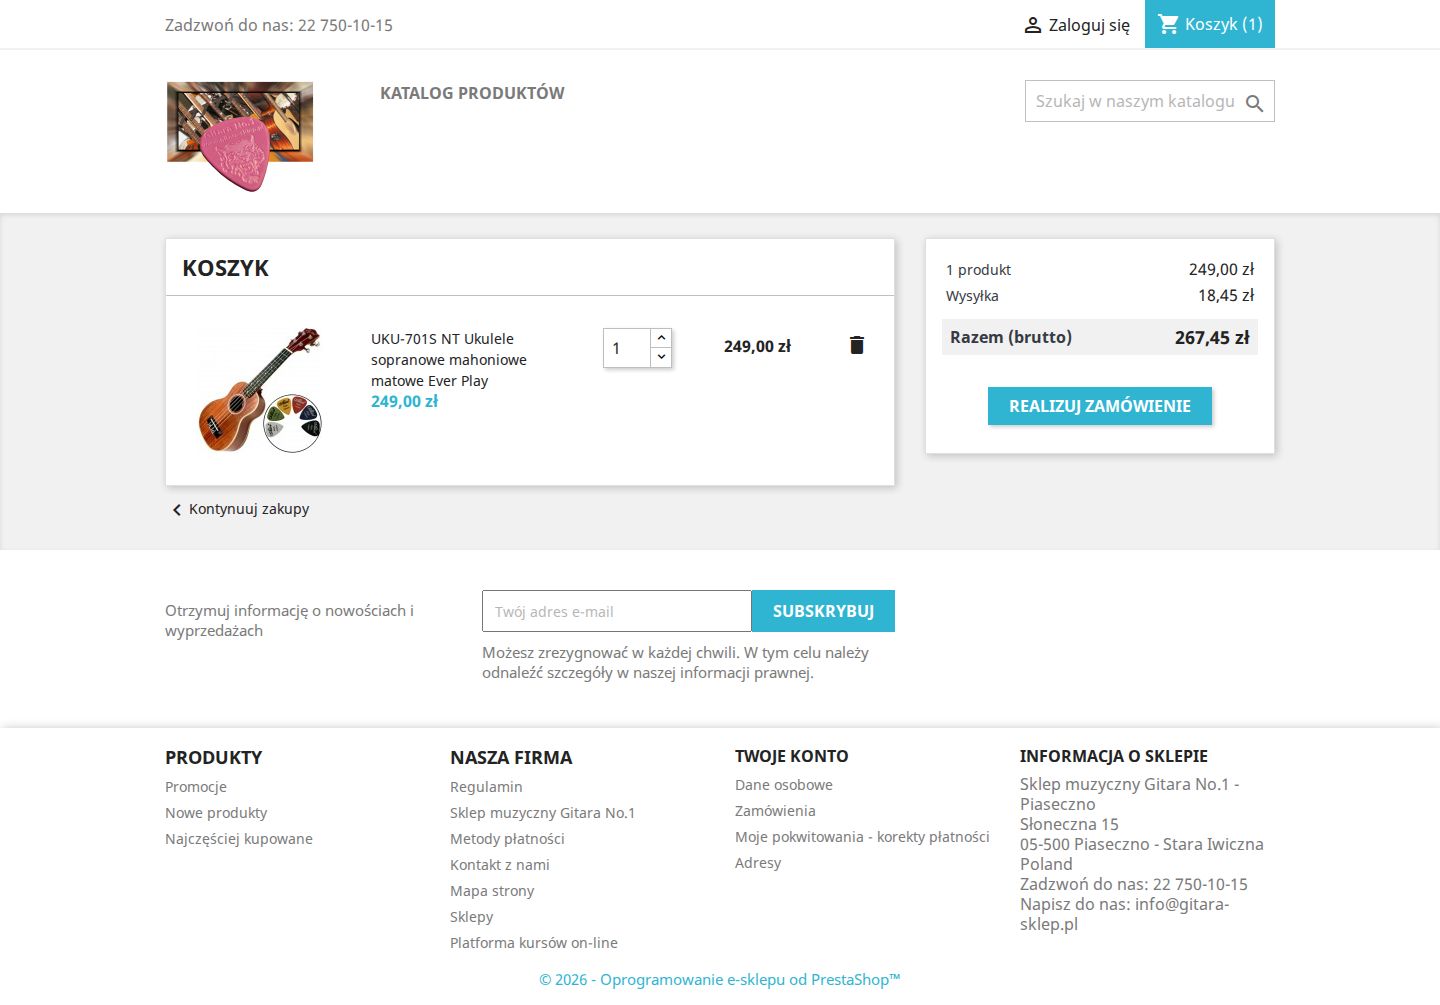 Zadzwoń do nas: 22 750-10-15
Zaloguj się
Koszyk (1)
KATALOG PRODUKTÓW
Szukaj w naszym katalogu
KOSZYK
UKU-701S NT Ukulele
sopranowe mahoniowe
matowe Ever Play
249,00 zł
1
249,00 zł
1 produkt
249,00 zł
Wysyłka
18,45 zł
Razem (brutto)
267,45 zł
REALIZUJ ZAMÓWIENIE
Kontynuuj zakupy
Otrzymuj informację o nowościach i
wyprzedażach
Twój adres e-mail
SUBSKRYBUJ
Możesz zrezygnować w każdej chwili. W tym celu należy
odnaleźć szczegóły w naszej informacji prawnej.
PRODUKTY
Promocje
Nowe produkty
Najczęściej kupowane
NASZA FIRMA
Regulamin
Sklep muzyczny Gitara No.1
Metody płatności
Kontakt z nami
Mapa strony
Sklepy
Platforma kursów on-line
TWOJE KONTO
Dane osobowe
Zamówienia
Moje pokwitowania - korekty płatności
Adresy
INFORMACJA O SKLEPIE
Sklep muzyczny Gitara No.1 -
Piaseczno
Słoneczna 15
05-500 Piaseczno - Stara Iwiczna
Poland
Zadzwoń do nas: 22 750-10-15
Napisz do nas: info@gitara-
sklep.pl
© 2026 - Oprogramowanie e-sklepu od PrestaShop™